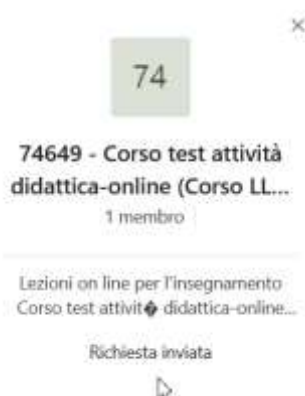 74
74649 - Corso test attività
didattica-online (Corso LL...
1 membro
Lezioni on line per l'insegnamento
Corso test attivit� didattica-online...
Richiesta inviata